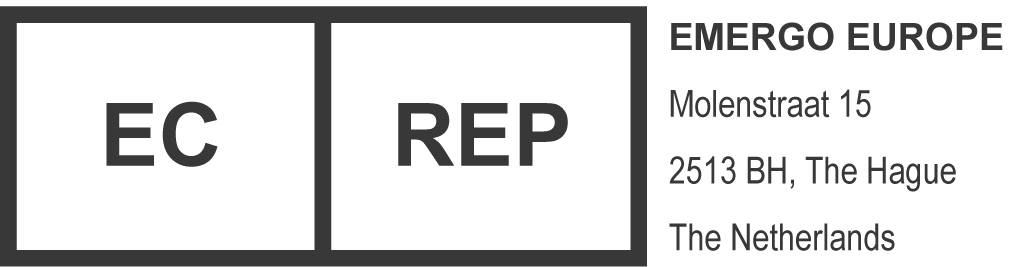 EC REP
EMERGO EUROPE
Molenstraat 15
2513 BH, The Hague
The Netherlands